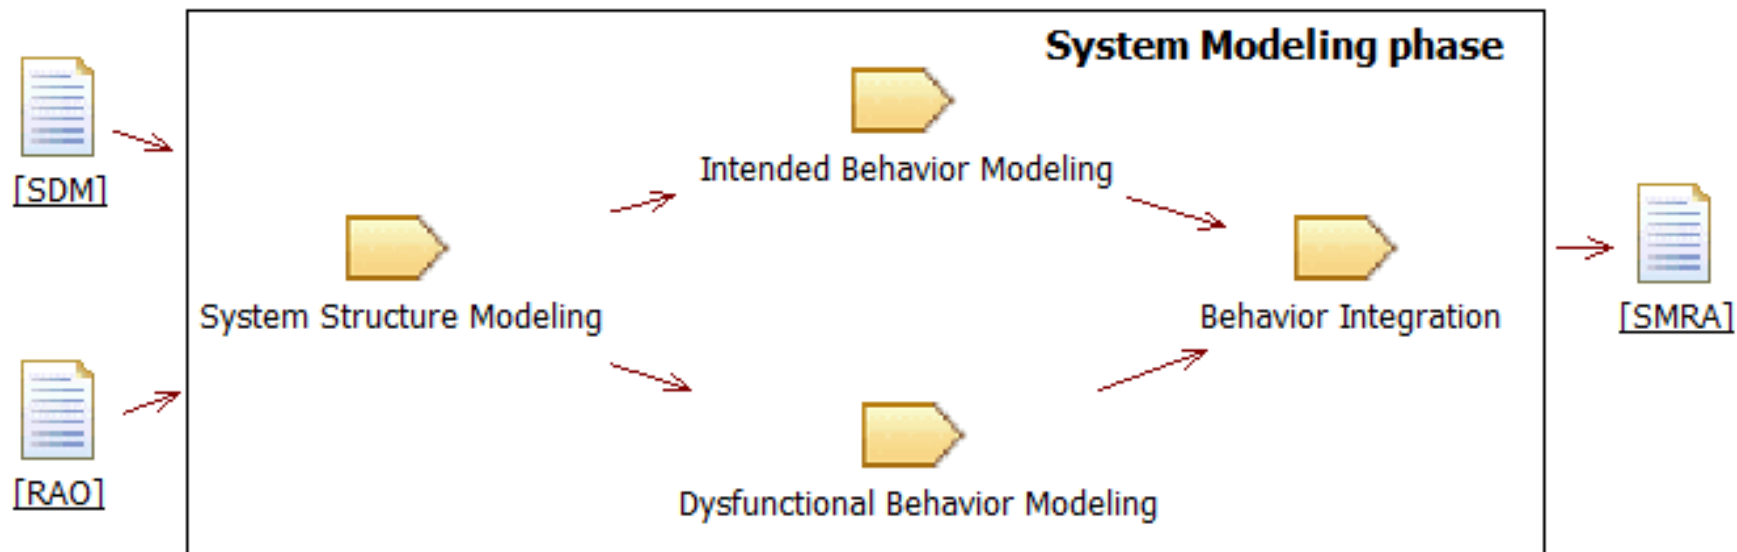 System Modeling phase
[SDM]
Intended Behavior Modeling
System Structure Modeling
Behavior Integration
[SMRA]
[RAO]
Dysfunctional Behavior Modeling